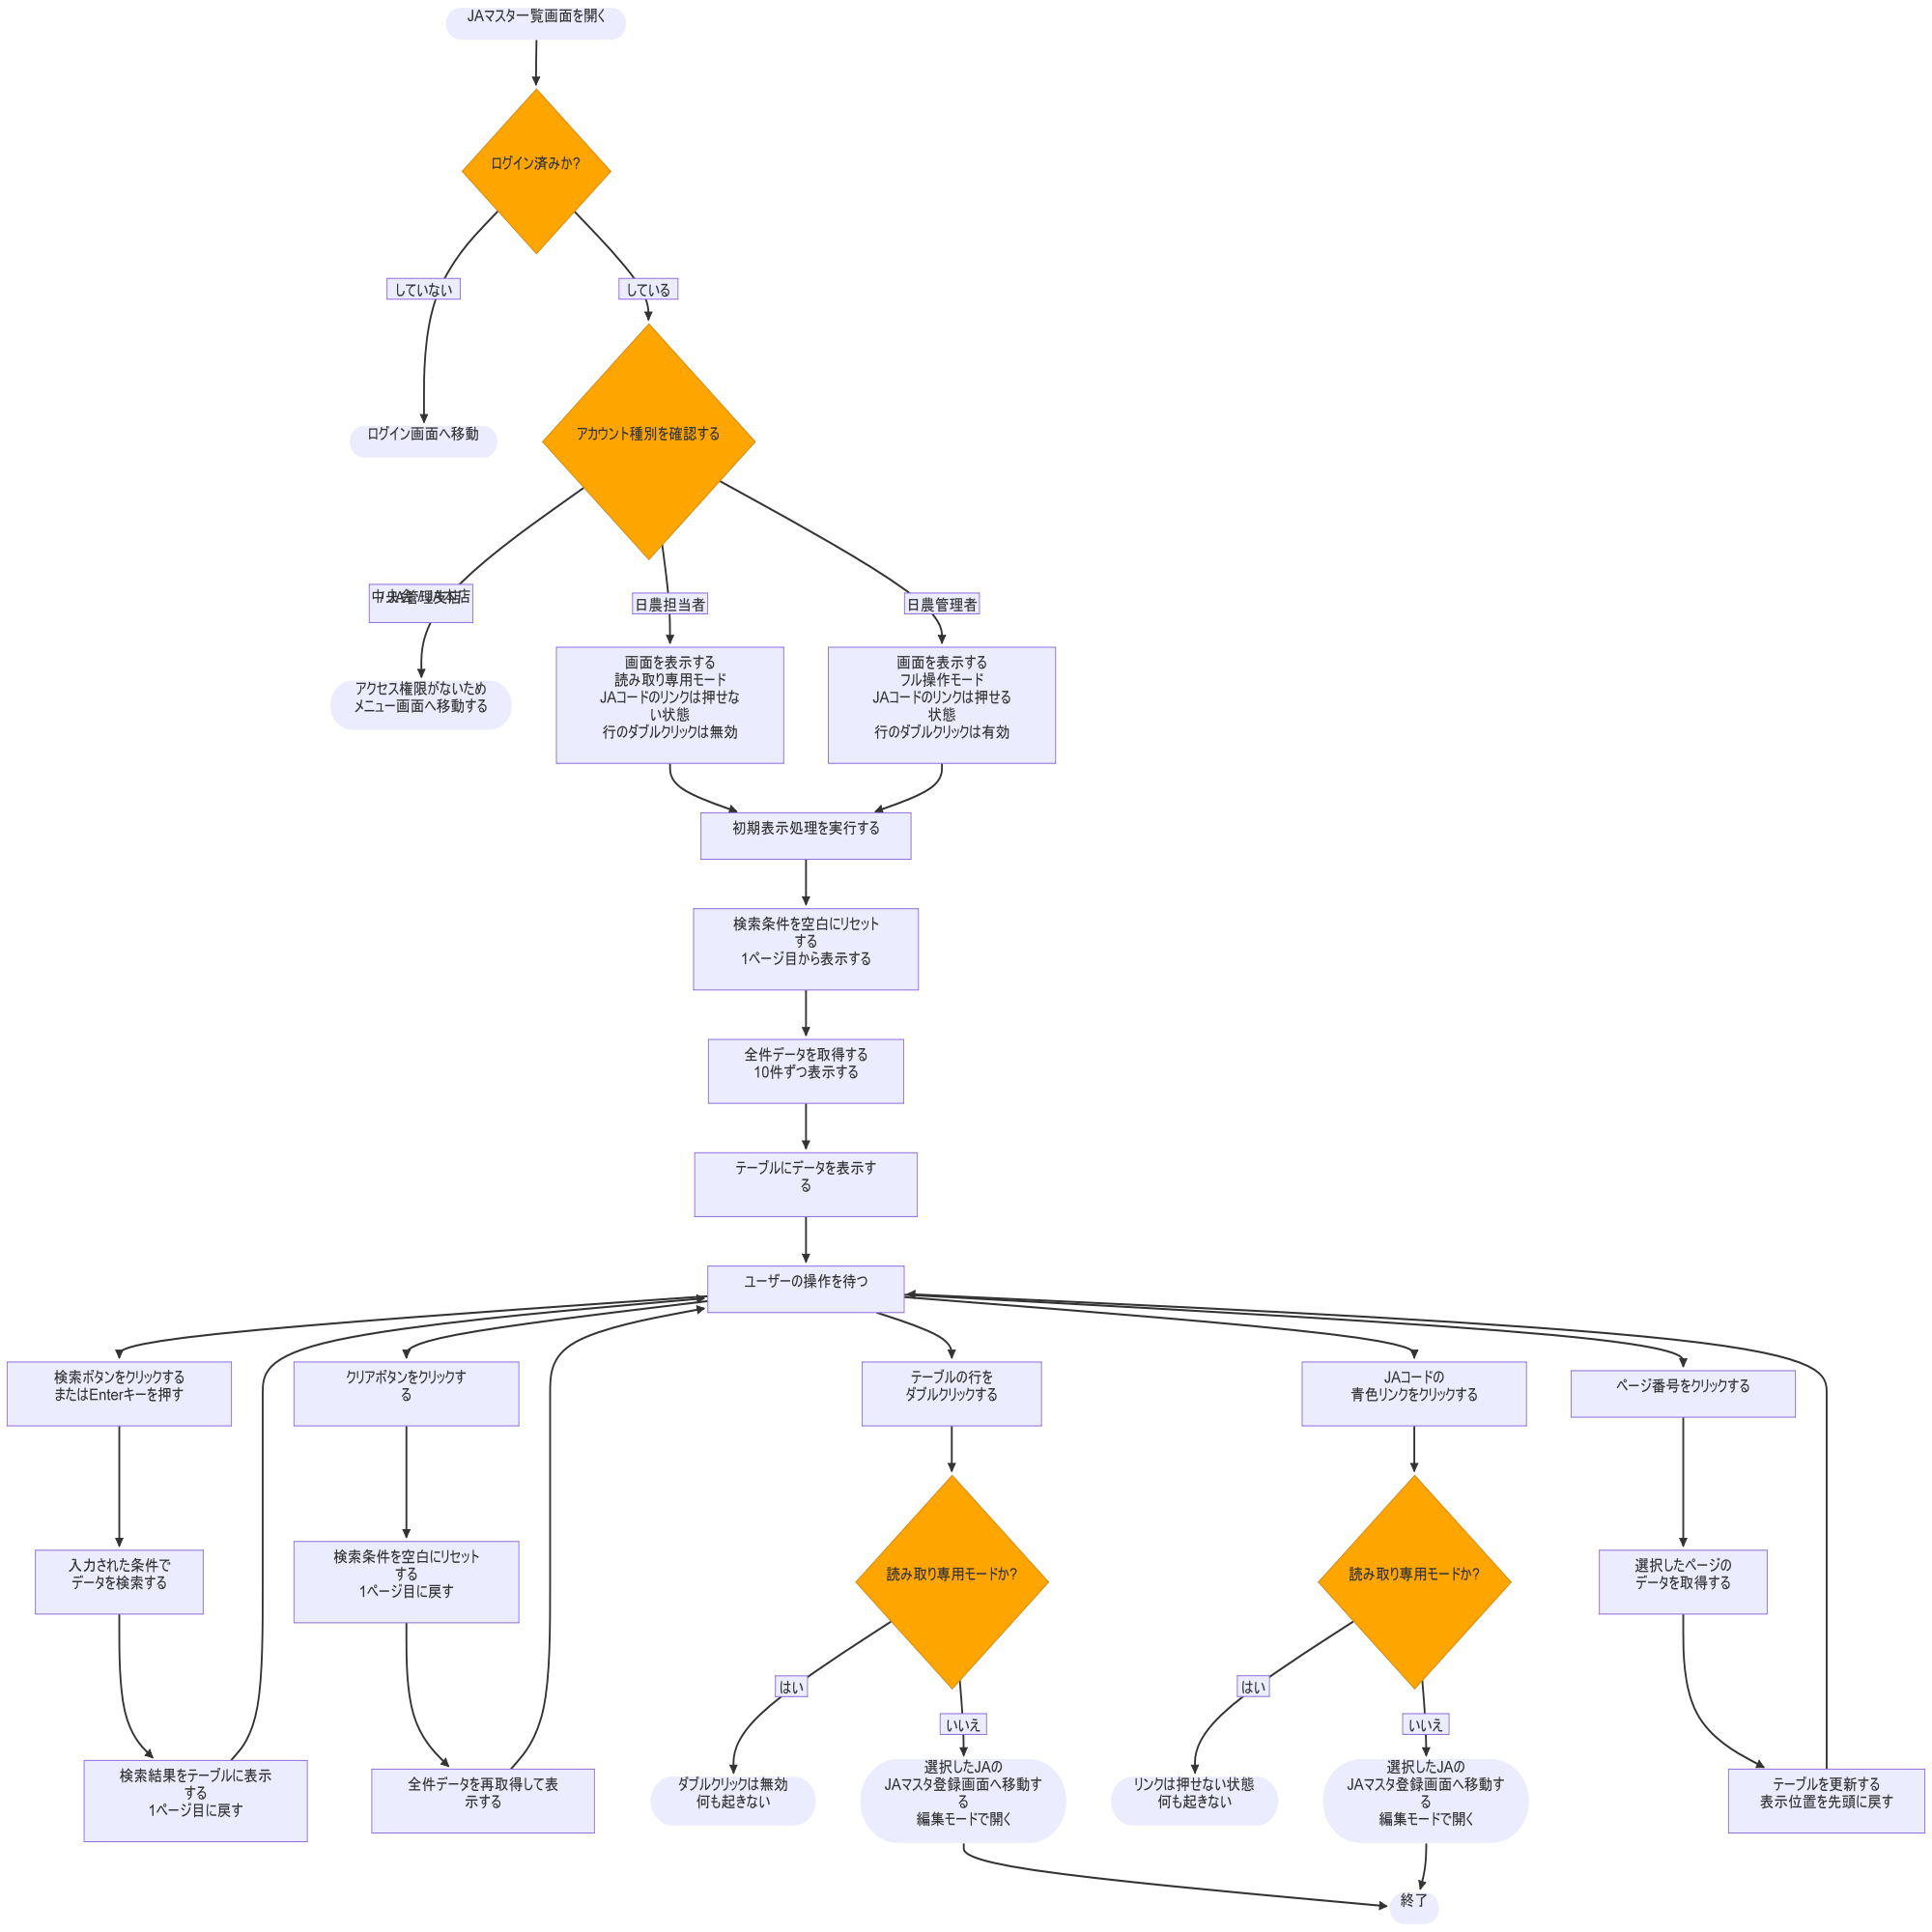 JAマスター覧画面を開く
ログイン済みか?
していない
している
ログイン画面へ移動
アカウント種別を確認する
日農担当者
日農管理者
アクセス権限がないため
メニュー画面へ移動する
画面を表示する
読み取り専用モード
JAコードのリンクは押せな
い状態
行のダブルクリックは無効
画面を表示する
フル操作モード
JAコードのリンクは押せる
状態
行のダブルクリックは有効
初期表示処理を実行する
検索条件を空白にリセット
する
1ページ目から表示する
全件データを取得する
10件ずつ表示する
テーブルにデータを表示す
る
ユーザーの操作を待つ
検索ボタンをクリックする
またはEnterキーを押す
クリアボタンをクリックす
る
テーブルの行を
ダブルクリックする
JAコードの
青色リンクをクリックする
ページ番号をクリックする
入力された条件で
データを検索する
検索条件を空白にリセット
する
1ページ目に戻す
読み取り専用モードか?
読み取り専用モードか?
選択したページの
データを取得する
はい
いいえ
はい
いいえ
検索結果をテーブルに表示
する
1ページ目に戻す
全件データを再取得して表
示する
ダブルクリックは無効
何も起きない
選択したJAの
JAマスタ登録画面へ移動す
る
編集モードで開く
リンクは押せない状態
何も起きない
選択したJAの
JAマスタ登録画面へ移動す
る
編集モードで開く
テーブルを更新する
表示位置を先頭に戻す
終了